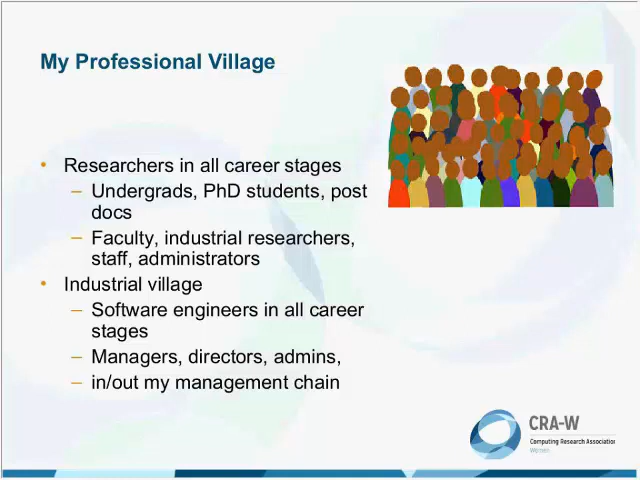 My Professional Village
• Researchers in all career stages
– Undergrads, PhD students, post
docs
– Faculty, industrial researchers,
staff, administrators
• Industrial village
– Software engineers in all career
stages
– Managers, directors, admins,
– in/out my management chain
CRA-W
Computing Research Association
Women